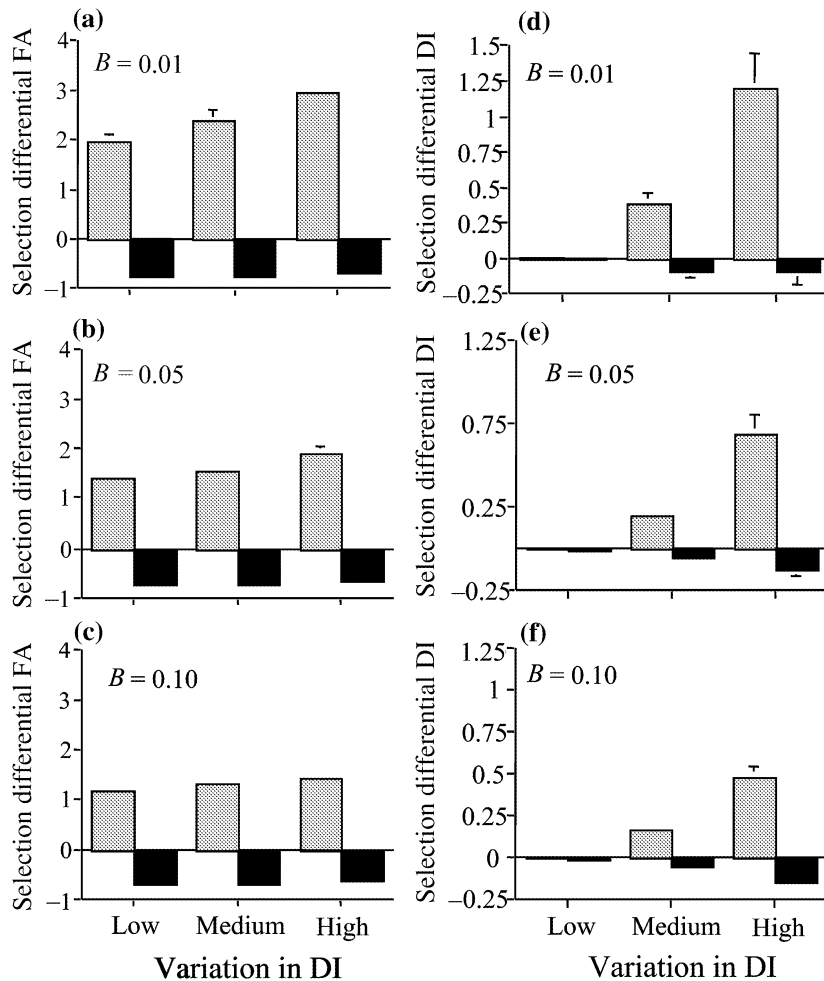 (a)
Selection differential FA
4
3
2
1
0
–1
B = 0.01
(b)
Selection differential FA
4
3
2
1
0
–1
B = 0.05
(c)
Selection differential FA
4
3
2
1
0
–1
B = 0.10
Low Medium High
Variation in DI
(d)
Selection differential DI
1.5
1.25
1
0.75
0.5
0.25
0
–0.25
B = 0.01
(e)
Selection differential DI
1.25
0.75
0.25
–0.25
B = 0.05
(f)
Selection differential DI
1.25
1
0.75
0.5
0.25
0
–0.25
B = 0.10
Low Medium High
Variation in DI